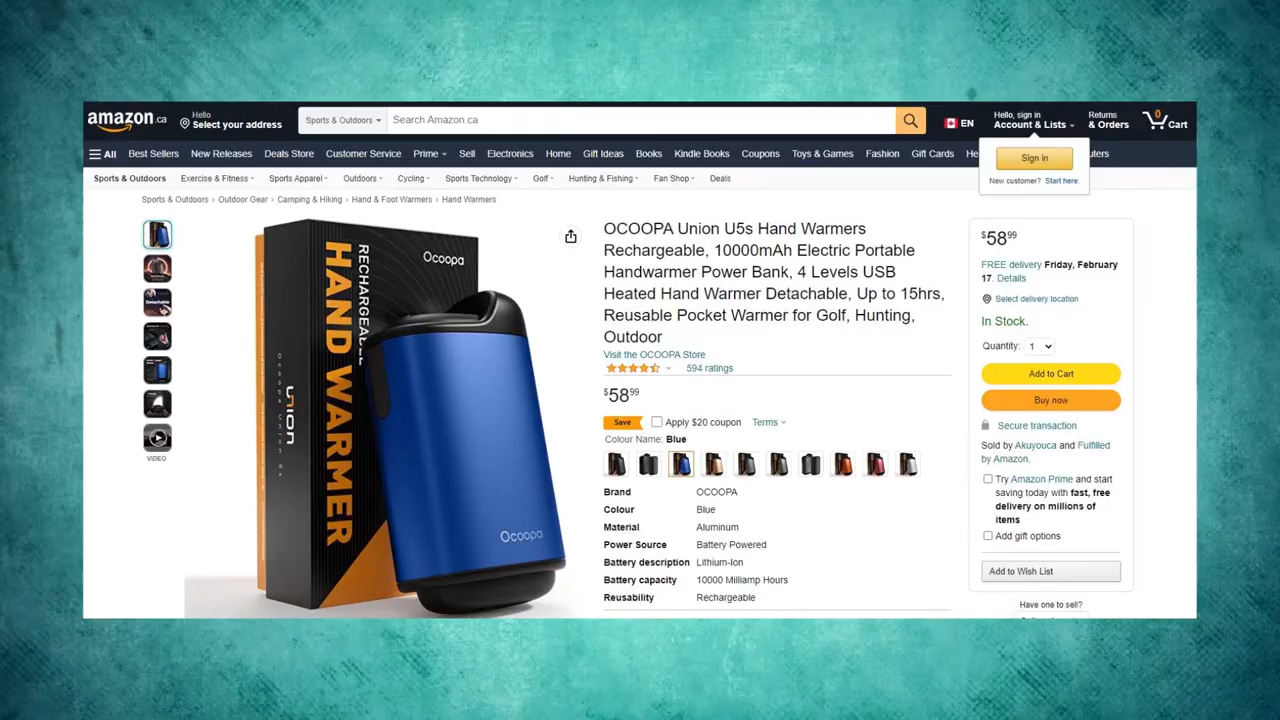 amazon.ca
Hello
Select your address
Sports & Outdoors
Search Amazon.ca
EN
Hello, sign in
Account & Lists
Returns
& Orders
0
Cart
All
Best Sellers
New Releases
Deals Store
Customer Service
Prime
Sell
Electronics
Home
Gift Ideas
Books
Kindle Books
Coupons
Toys & Games
Fashion
Gift Cards
Sign in
New customer? Start here.
Sports & Outdoors
Exercise & Fitness
Sports Apparel
Outdoors
Cycling
Sports Technology
Golf
Hunting & Fishing
Fan Shop
Deals
Sports & Outdoors › Outdoor Gear › Camping & Hiking › Hand & Foot Warmers › Hand Warmers
VIDEO
Ocoopa
RECHARGEABLE
HAND WARMER
union
Ocoopa
OCOOPA Union U5s Hand Warmers
Rechargeable, 10000mAh Electric Portable
Handwarmer Power Bank, 4 Levels USB
Heated Hand Warmer Detachable, Up to 15hrs,
Reusable Pocket Warmer for Golf, Hunting,
Outdoor
Visit the OCOOPA Store
594 ratings
$58.99
Save
Apply $20 coupon
Terms
Colour Name: Blue
Brand OCOOPA
Colour Blue
Material Aluminum
Power Source Battery Powered
Battery description Lithium-Ion
Battery capacity 10000 Milliamp Hours
Reusability Rechargeable
$58.99
FREE delivery Friday, February
17. Details
Select delivery location
In Stock.
Quantity: 1
Add to Cart
Buy now
Secure transaction
Sold by Akuyouca and Fulfilled
by Amazon.
Try Amazon Prime and start
saving today with fast, free
delivery on millions of
items
Add gift options
Add to Wish List
Have one to sell?